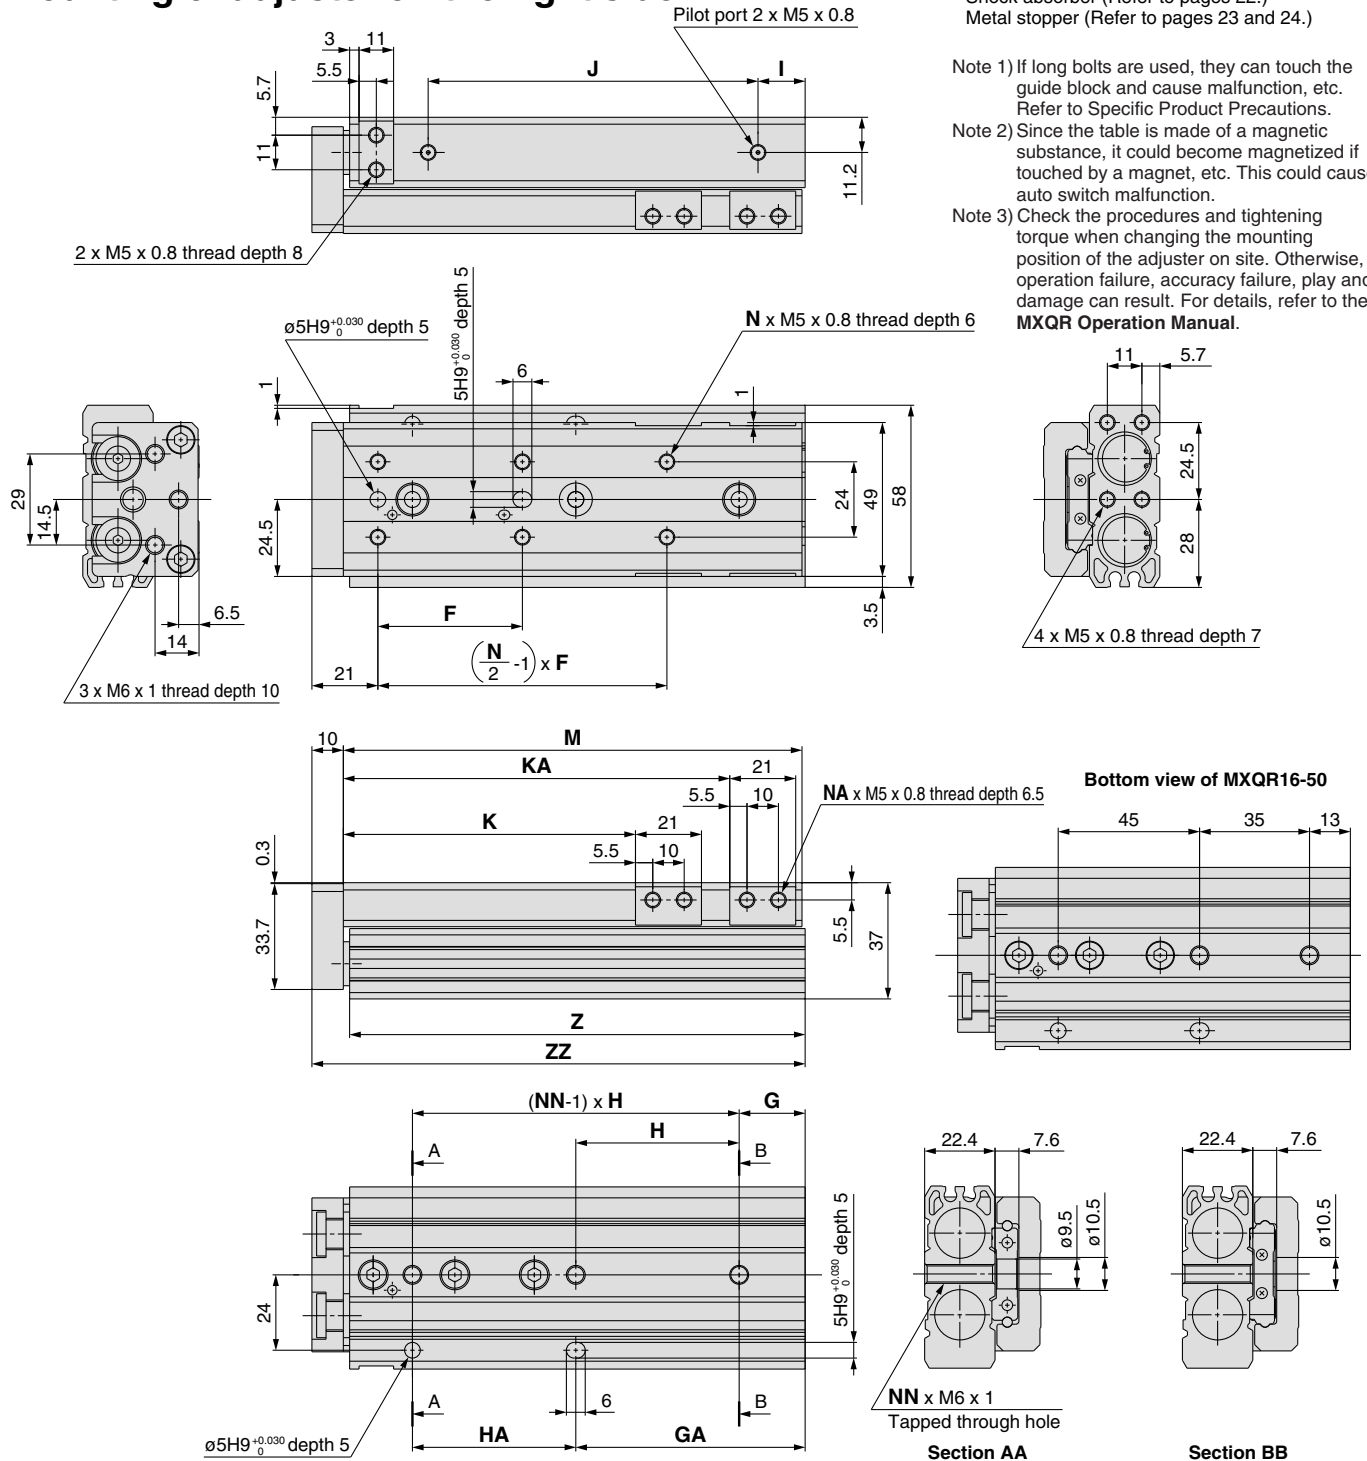 Metal stopper (Refer to pages 23 and 24.)
Note 1) If long bolts are used, they can touch the
guide block and cause malfunction, etc.
Refer to Specific Product Precautions.
Note 2) Since the table is made of a magnetic
substance, it could become magnetized if
touched by a magnet, etc. This could cause
auto switch malfunction.
Note 3) Check the procedures and tightening
torque when changing the mounting
position of the adjuster on site. Otherwise,
operation failure, accuracy failure, play and
damage can result. For details, refer to the
MXQR Operation Manual.
Pilot port 2 x M5 x 0.8
3
11
5.5
J
I
5.7
11
11.2
2 x M5 x 0.8 thread depth 8
ø5H9 +0.030 0 depth 5
5H9 +0.030 0 depth 5
N x M5 x 0.8 thread depth 6
6
1
1
29
14.5
24.5
24
49
58
3.5
F
(N/2 -1) x F
21
6.5
14
3 x M6 x 1 thread depth 10
11
5.7
24.5
28
4 x M5 x 0.8 thread depth 7
10
M
KA
21
5.5
10
NA x M5 x 0.8 thread depth 6.5
K
21
5.5
10
0.3
33.7
5.5
37
Z
ZZ
Bottom view of MXQR16-50
45
35
13
(NN-1) x H
G
H
A
B
24
5H9 +0.030 0 depth 5
A
6
B
HA
GA
ø5H9 +0.030 0 depth 5
22.4
7.6
ø9.5
ø10.5
NN x M6 x 1
Tapped through hole
Section AA
22.4
7.6
ø10.5
Section BB